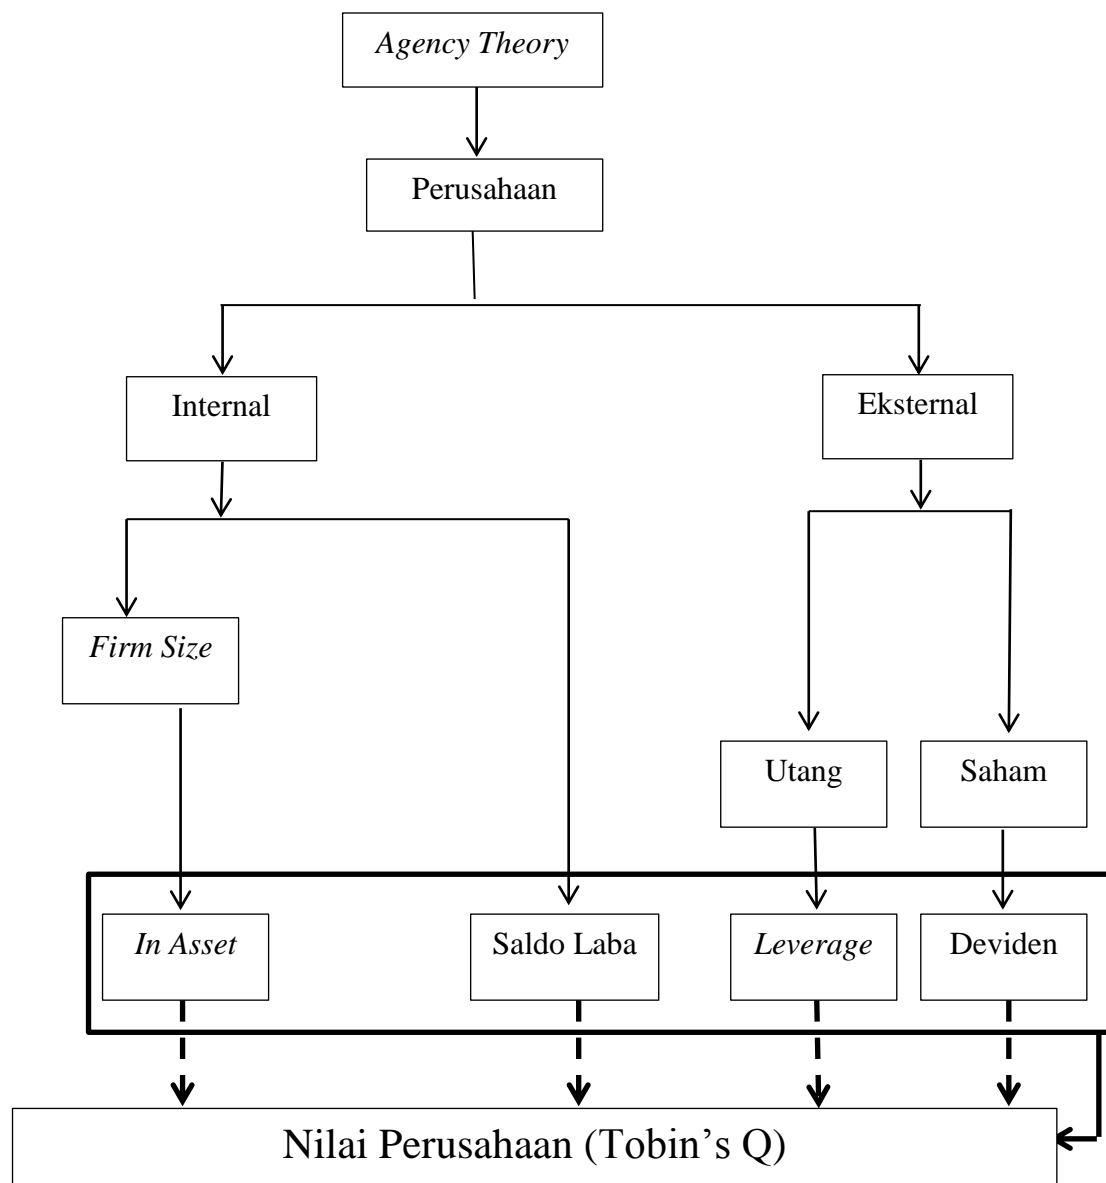 Agency Theory
Perusahaan
Internal
Eksternal
Firm Size
Utang
Saham
In Asset
Saldo Laba
Leverage
Deviden
Nilai Perusahaan (Tobin’s Q)